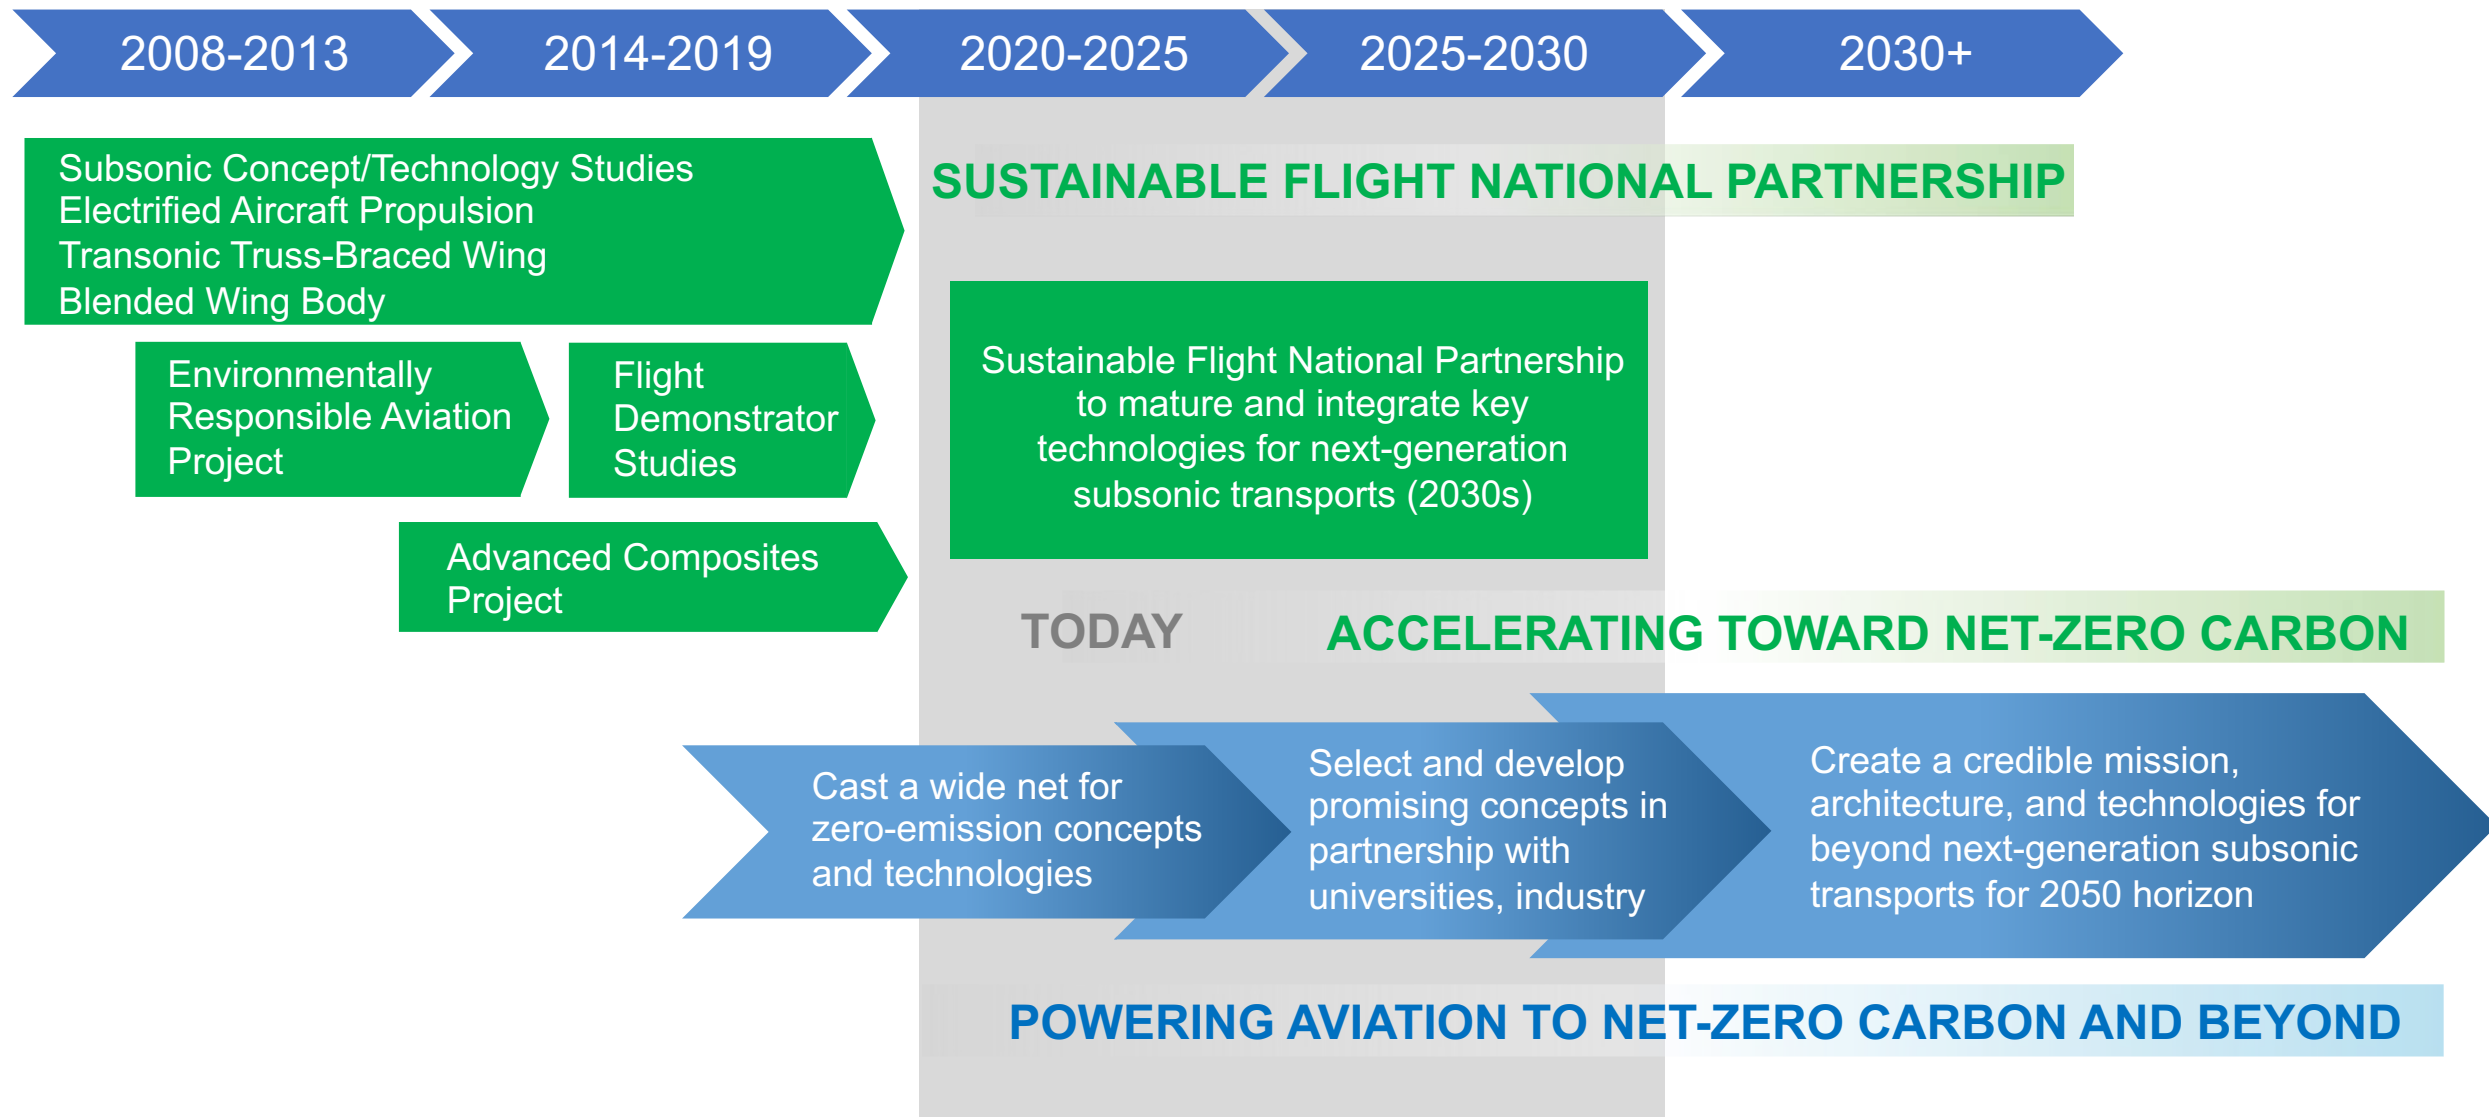 2008-2013
2014-2019
2020-2025
2025-2030
2030+
Subsonic Concept/Technology Studies
Electrified Aircraft Propulsion
Transonic Truss-Braced Wing
Blended Wing Body
SUSTAINABLE FLIGHT NATIONAL PARTNERSHIP
Environmentally
Responsible Aviation
Project
Flight
Demonstrator
Studies
Sustainable Flight National Partnership
to mature and integrate key
technologies for next-generation
subsonic transports (2030s)
Advanced Composites
Project
TODAY
ACCELERATING TOWARD NET-ZERO CARBON
Cast a wide net for
zero-emission concepts
and technologies
Select and develop
promising concepts in
partnership with
universities, industry
Create a credible mission,
architecture, and technologies for
beyond next-generation subsonic
transports for 2050 horizon
POWERING AVIATION TO NET-ZERO CARBON AND BEYOND